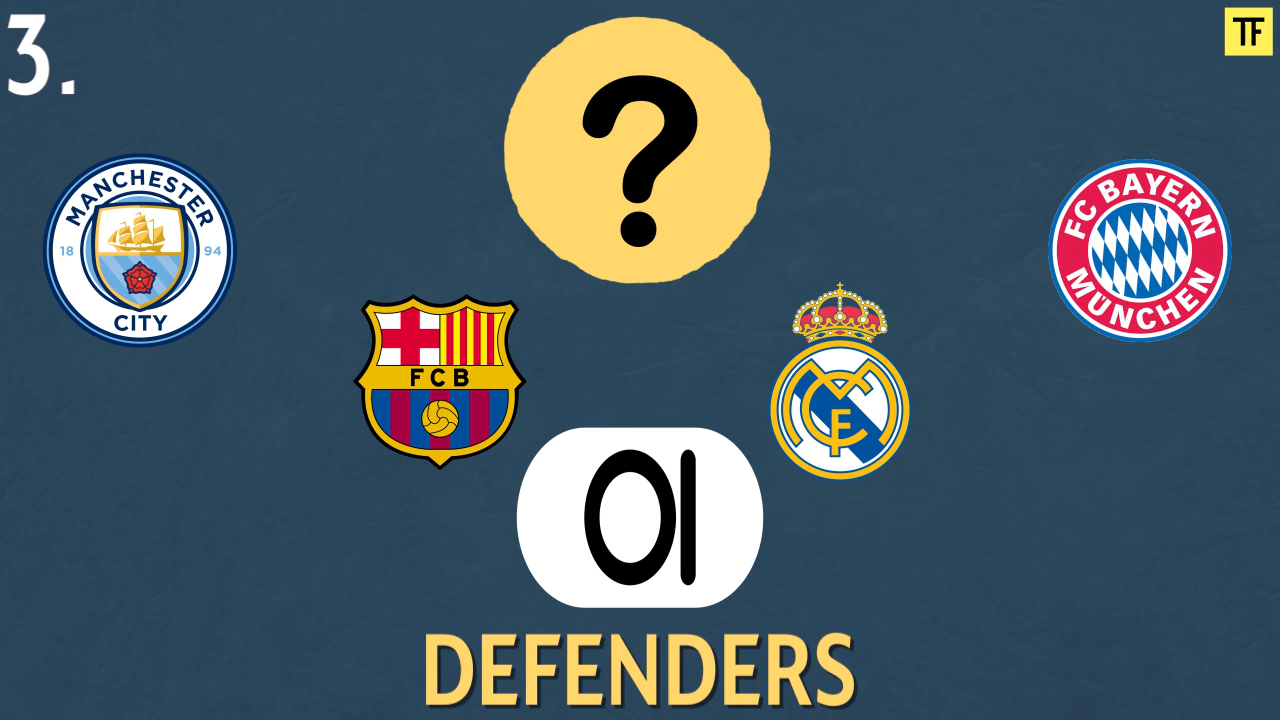 3.
TF
?
MANCHESTER
18 94
CITY
FC BAYERN
MÜNCHEN
FCB
01
DEFENDERS